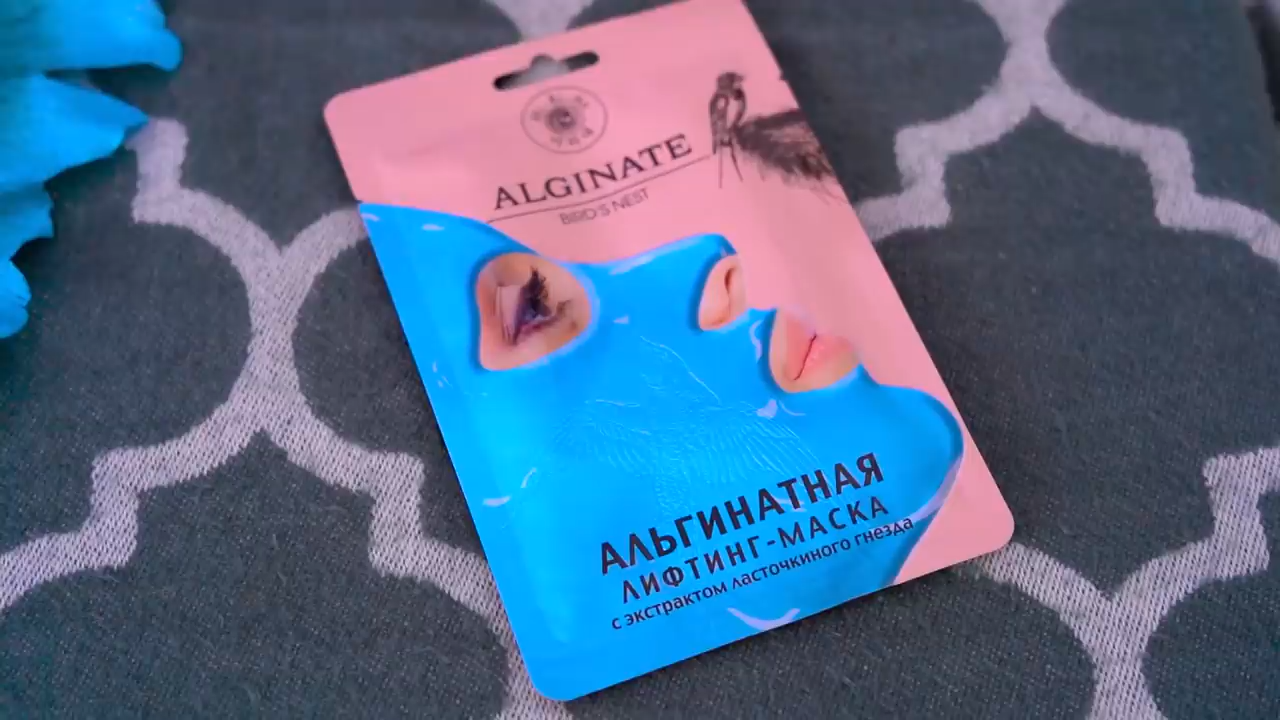 ALGINATE
BIRD'S NEST
АЛЬГИНАТНАЯ
ЛИФТИНГ-МАСКА
с экстрактом ласточкиного гнезда